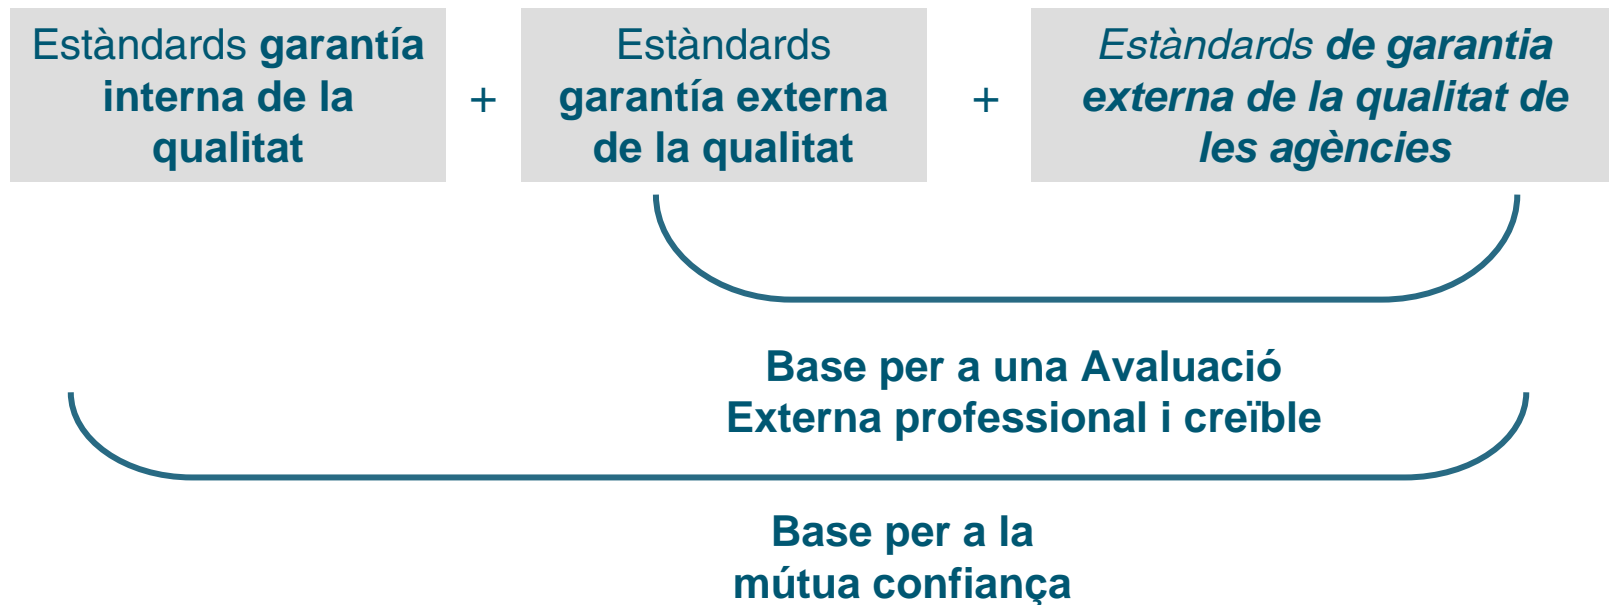 Estàndards garantía
interna de la
qualitat
+
Estàndards
garantía externa
de la qualitat
+
Estàndards de garantia
externa de la qualitat de
les agències
Base per a una Avaluació
Externa professional i creïble
Base per a la
mútua confiança